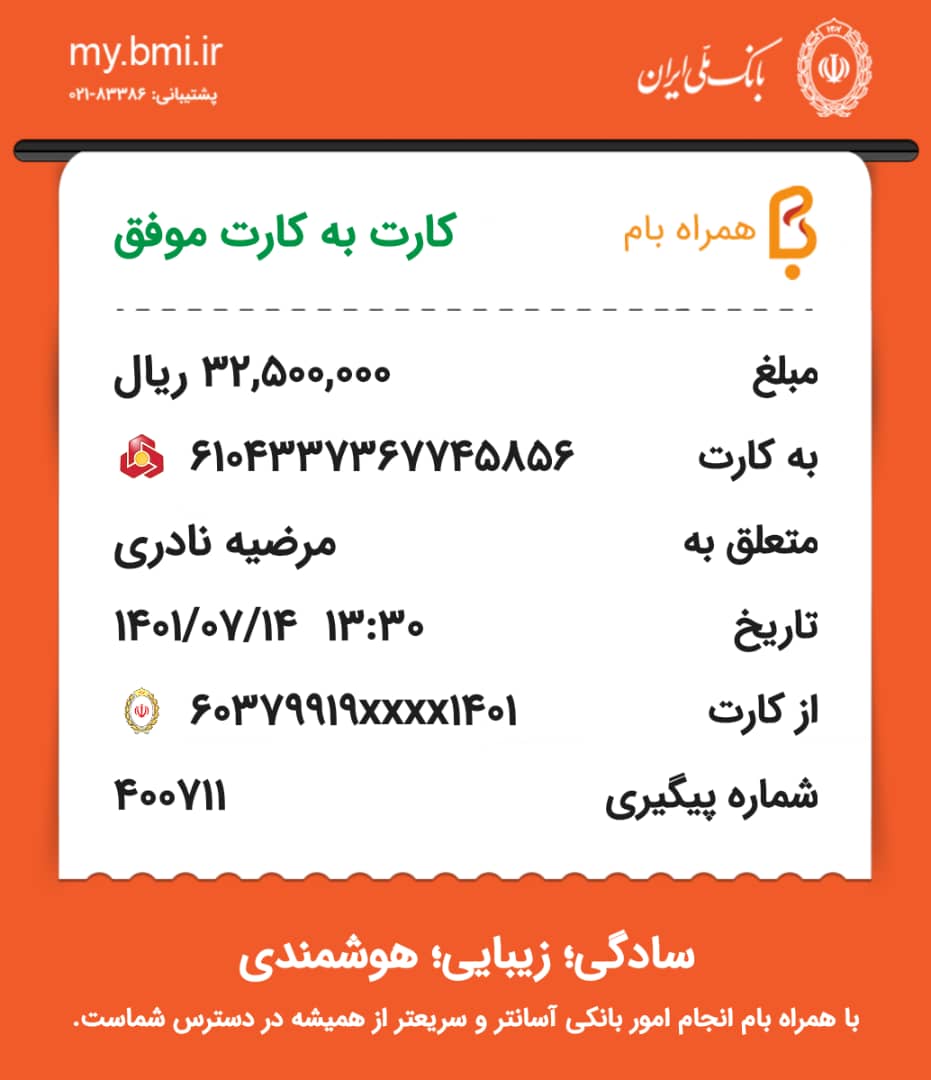 my.bmi.ir
بانک ملی ایران
پشتیبانی: ۸۳۳۸۶-۰۲۱
همراه بام
کارت به کارت موفق
مبلغ ۳۲,۵۰۰,۰۰۰ ریال
به کارت ۶۱۰۴۳۳۷۳۶۷۷۴۵۸۵۶
متعلق به مرضیه نادری
تاریخ ۱۴۰۱/۰۷/۱۴ ۱۳:۳۰
از کارت ۶۰۳۷۹۹۱۹xxxx۱۴۰۱
شماره پیگیری ۴۰۰۷۱۱
سادگی؛ زیبایی؛ هوشمندی
با همراه بام انجام امور بانکی آسانتر و سریعتر از همیشه در دسترس شماست.